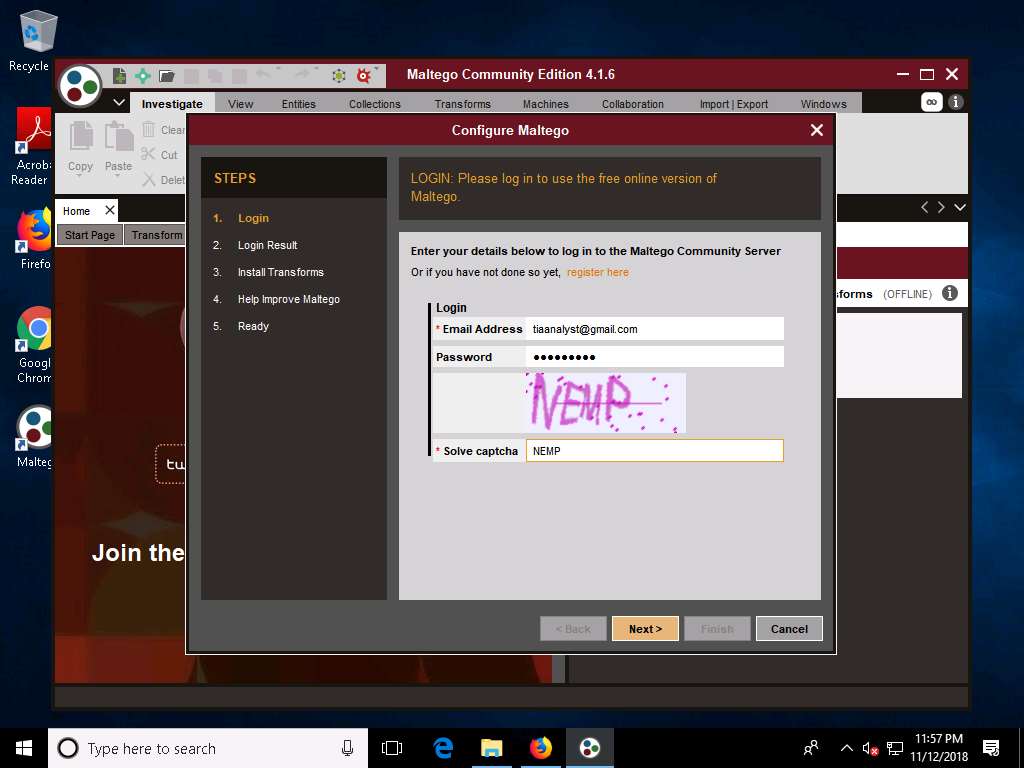 Recycle
Maltego Community Edition 4.1.6
Investigate View Entities Collections Transforms Machines Collaboration Import | Export Windows
Copy Paste Clear
Cut
Delet
Acrob
Reader
Firefo
Googl
Chrom
Malteg
Home
Start Page Transform
Join the
forms (OFFLINE)
Configure Maltego
STEPS
1. Login
2. Login Result
3. Install Transforms
4. Help Improve Maltego
5. Ready
LOGIN: Please log in to use the free online version of
Maltego.
Enter your details below to log in to the Maltego Community Server
Or if you have not done so yet, register here
Login
* Email Address tiaanalyst@gmail.com
Password ●●●●●●●●●
NEMP
* Solve captcha NEMP
< Back Next > Finish Cancel
Type here to search
11:57 PM
11/12/2018